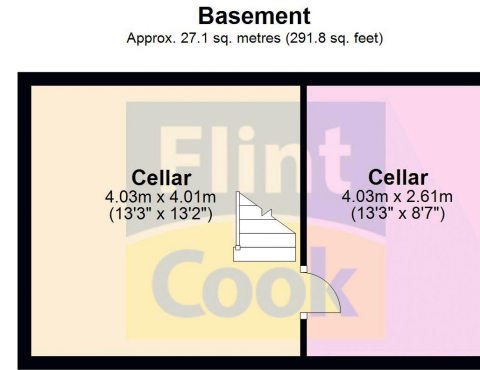 Basement
Approx. 27.1 sq. metres (291.8 sq. feet)
Flint
Cellar
4.03m x 4.01m
(13'3" x 13'2")
Cellar
4.03m x 2.61m
(13'3" x 8'7")
Cook